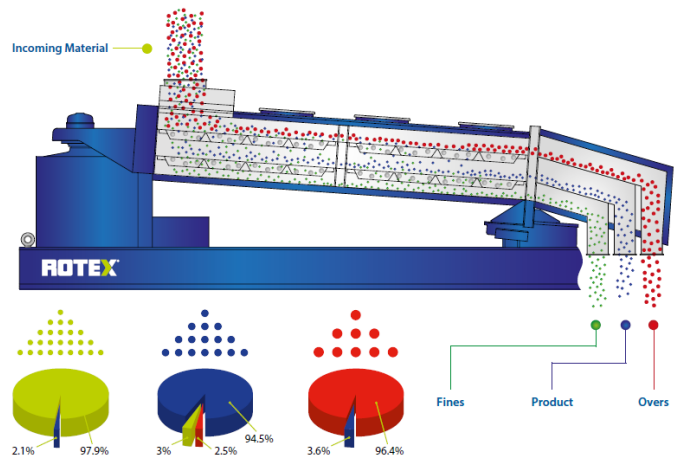 Incoming Material
ROTEX
Fines
Product
Overs
2.1%
97.9%
3%
2.5%
94.5%
3.6%
96.4%